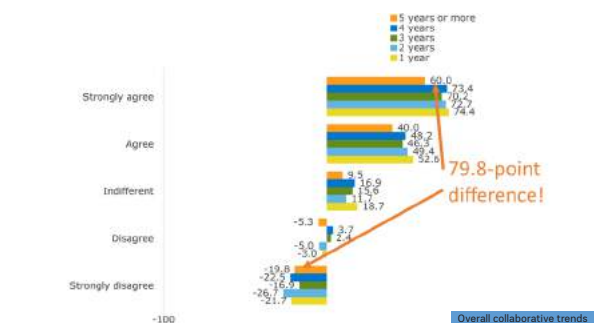 5 years or more
4 years
3 years
2 years
1 year
Strongly agree
60.0
73.4
70.2
72.7
74.4
Agree
40.0
48.2
46.3
49.4
52.6
79.8-point
difference!
Indifferent
9.5
16.9
15.6
11.7
18.7
Disagree
-5.3
3.7
2.4
-5.0
-3.0
Strongly disagree
-19.8
-22.5
-16.9
-26.7
-21.7
-100
Overall collaborative trends